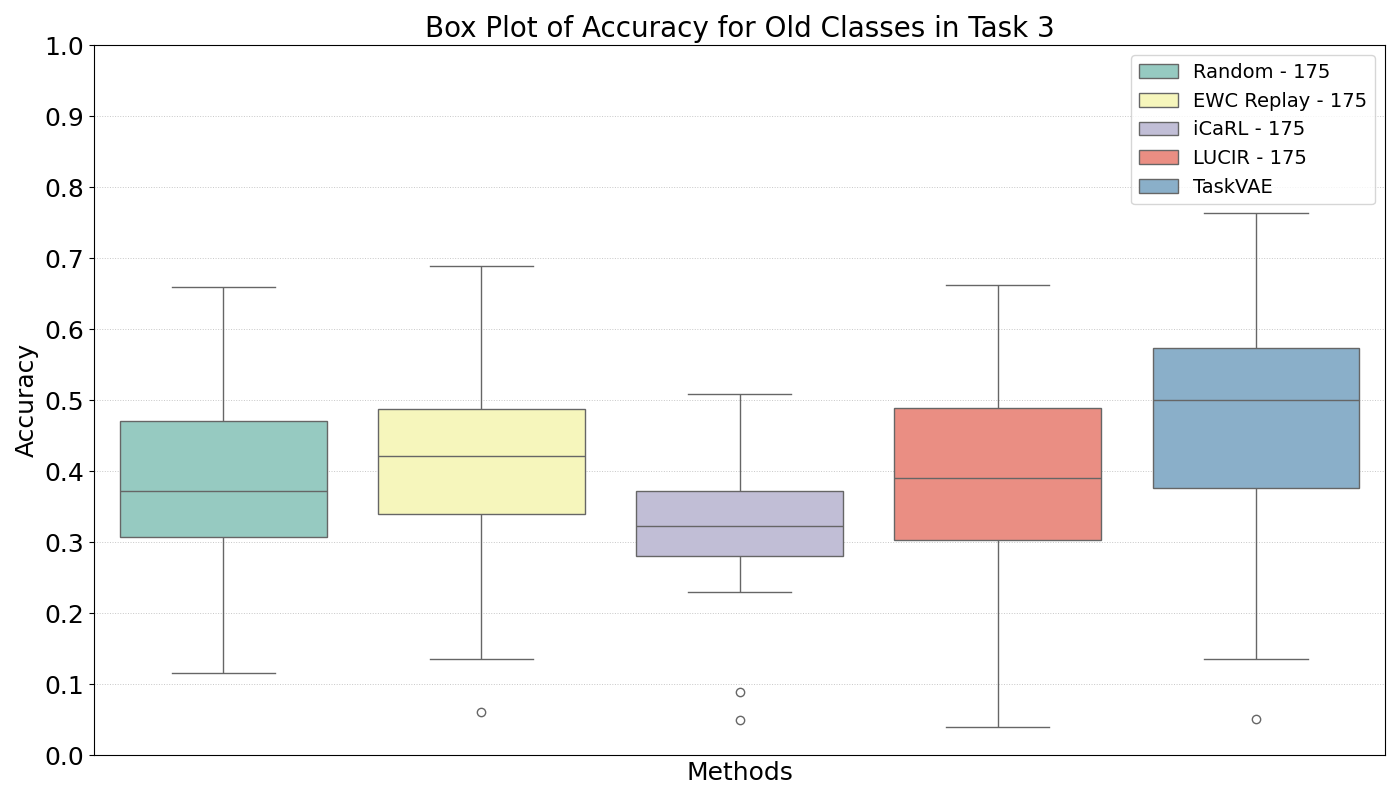 Box Plot of Accuracy for Old Classes in Task 3
1.0
0.9
0.8
0.7
0.6
0.5
0.4
0.3
0.2
0.1
0.0
Accuracy
Methods
Random - 175
EWC Replay - 175
iCaRL - 175
LUCIR - 175
TaskVAE